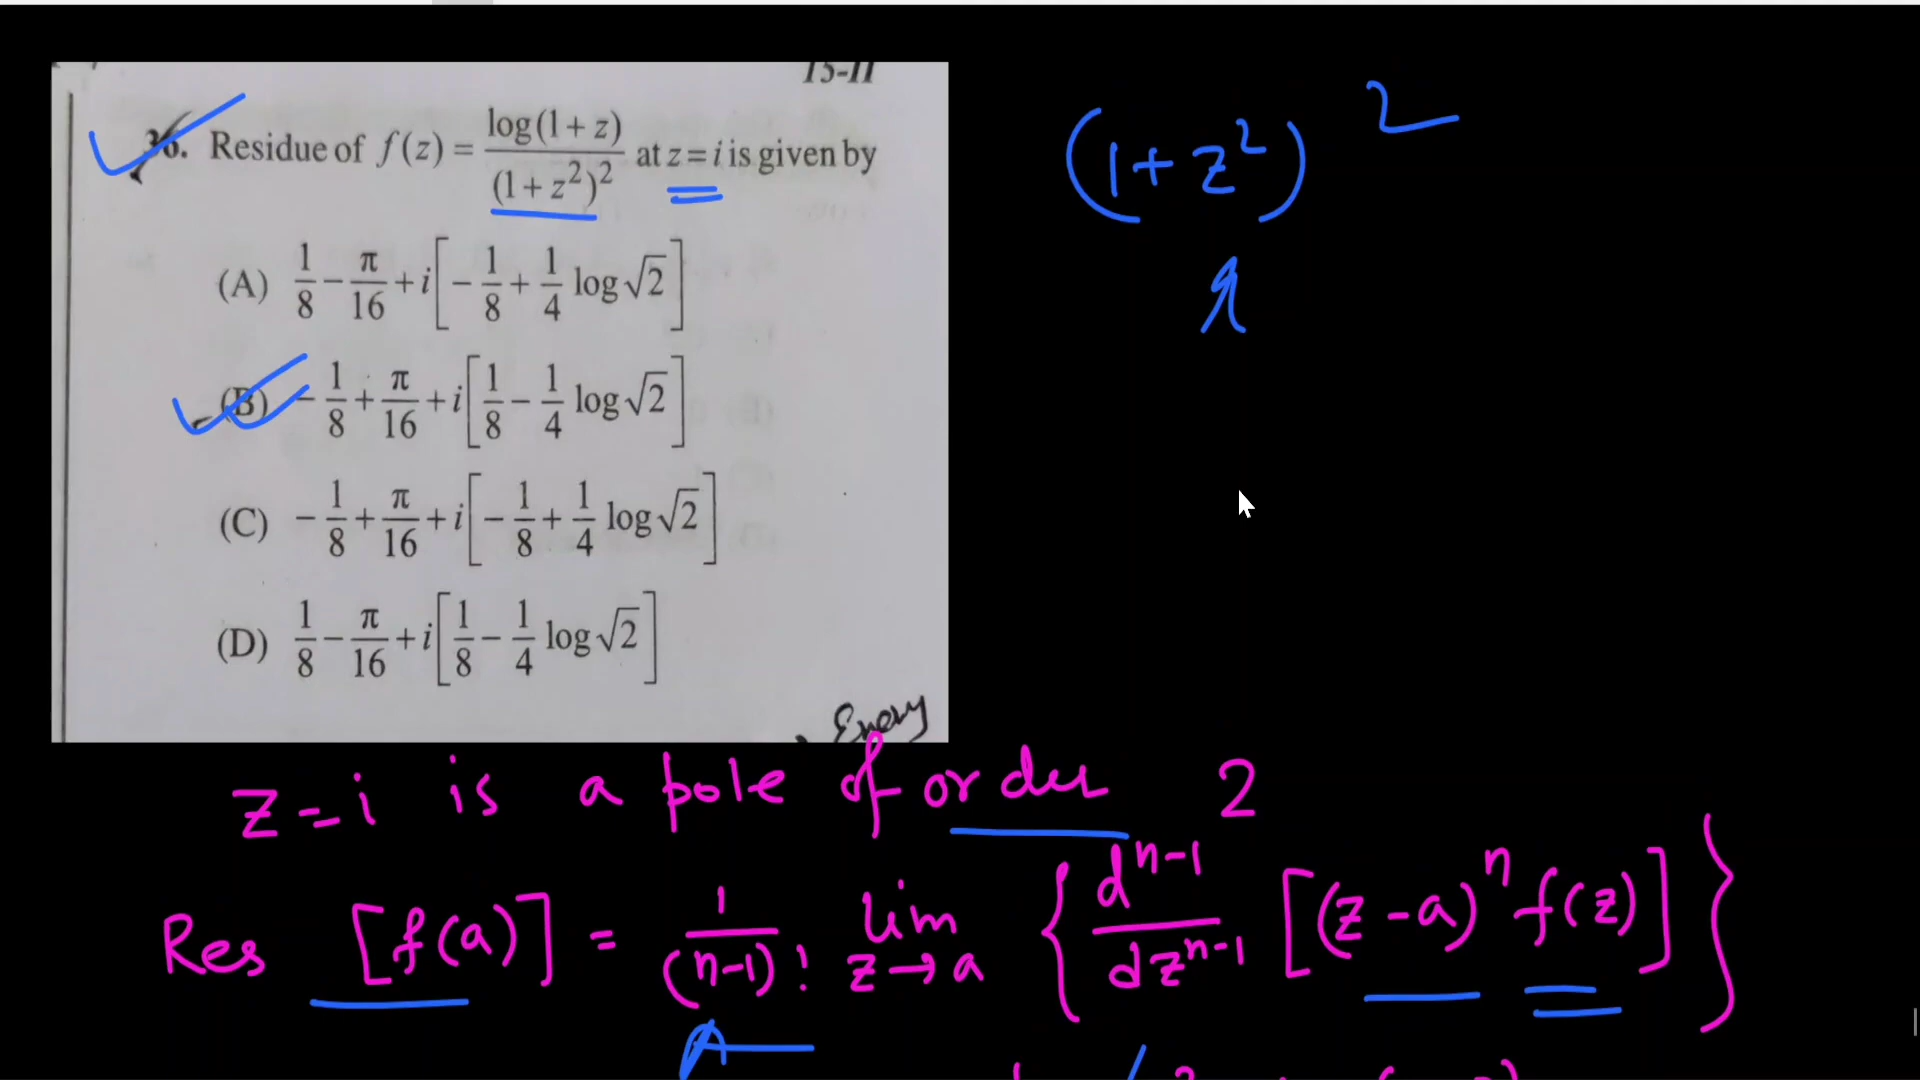 15-II
36. Residue of f(z) = log(1 + z) / (1 + z²)² at z = i is given by
(A) 1/8 − π/16 + i[−1/8 + 1/4 log √2]
(B) −1/8 + π/16 + i[1/8 − 1/4 log √2]
(C) −1/8 + π/16 + i[−1/8 + 1/4 log √2]
(D) 1/8 − π/16 + i[1/8 − 1/4 log √2]
(1 + z²)²
z = i is a pole of order 2
Res [f(a)] = 1/(n−1)! lim z→a { dⁿ⁻¹/dzⁿ⁻¹ [(z − a)ⁿ f(z)] }